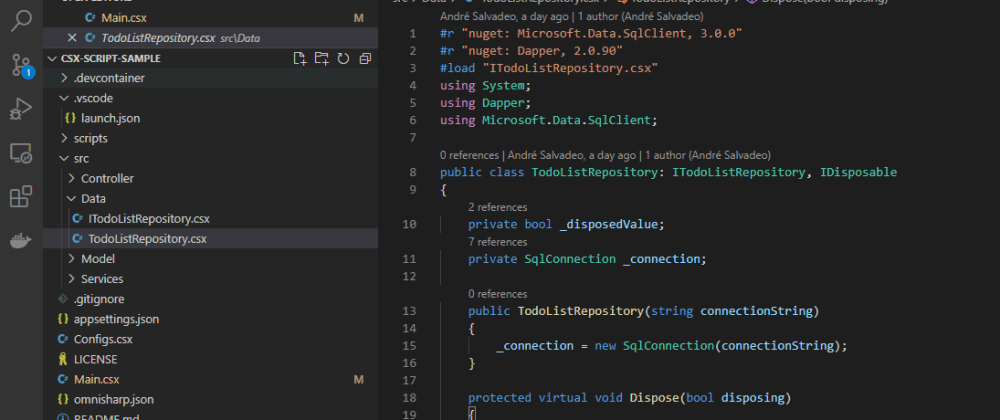 Main.csx M
TodoListRepository.csx src\Data
CSX-SCRIPT-SAMPLE
.devcontainer
.vscode
launch.json
scripts
src
Controller
Data
ITodoListRepository.csx
TodoListRepository.csx
Model
Services
.gitignore
appsettings.json
Configs.csx
LICENSE
Main.csx M
omnisharp.json
README.md
1
André Salvadeo, a day ago | 1 author (André Salvadeo)
1 #r "nuget: Microsoft.Data.SqlClient, 3.0.0"
2 #r "nuget: Dapper, 2.0.90"
3 #load "ITodoListRepository.csx"
4 using System;
5 using Dapper;
6 using Microsoft.Data.SqlClient;
7
0 references | André Salvadeo, a day ago | 1 author (André Salvadeo)
8 public class TodoListRepository: ITodoListRepository, IDisposable
9 {
2 references
10 private bool _disposedValue;
7 references
11 private SqlConnection _connection;
12
0 references
13 public TodoListRepository(string connectionString)
14 {
15 _connection = new SqlConnection(connectionString);
16 }
17
18 protected virtual void Dispose(bool disposing)
19 {